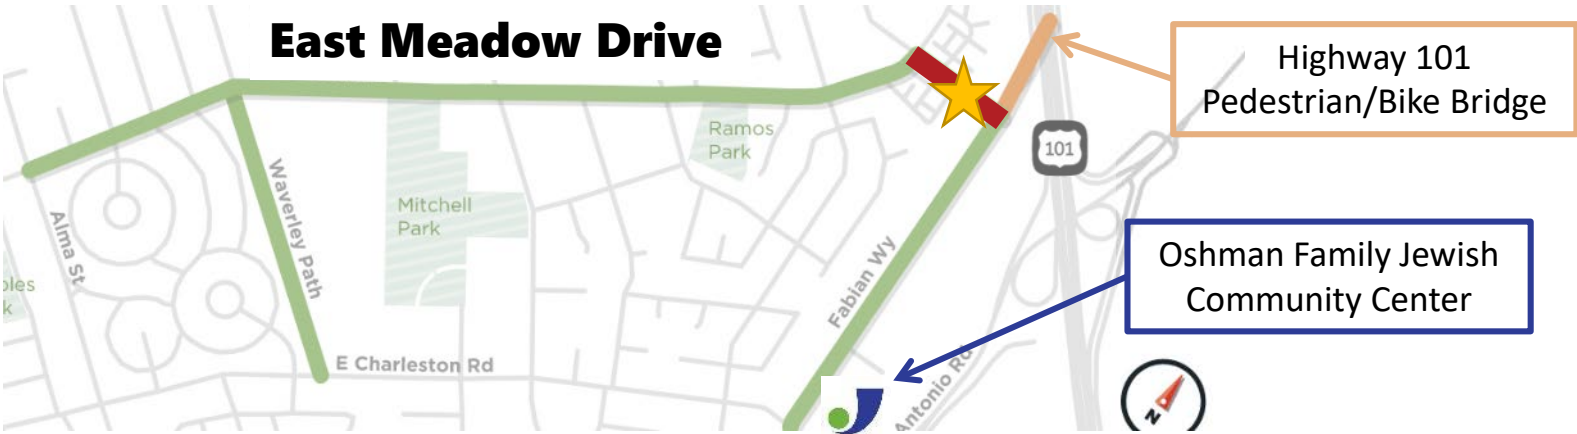 East Meadow Drive
Highway 101
Pedestrian/Bike Bridge
Ramos
Park
101
Mitchell
Park
Waverley Path
Alma St
oles
k
Fabian Wy
Oshman Family Jewish
Community Center
E Charleston Rd
Antonio Rd
N